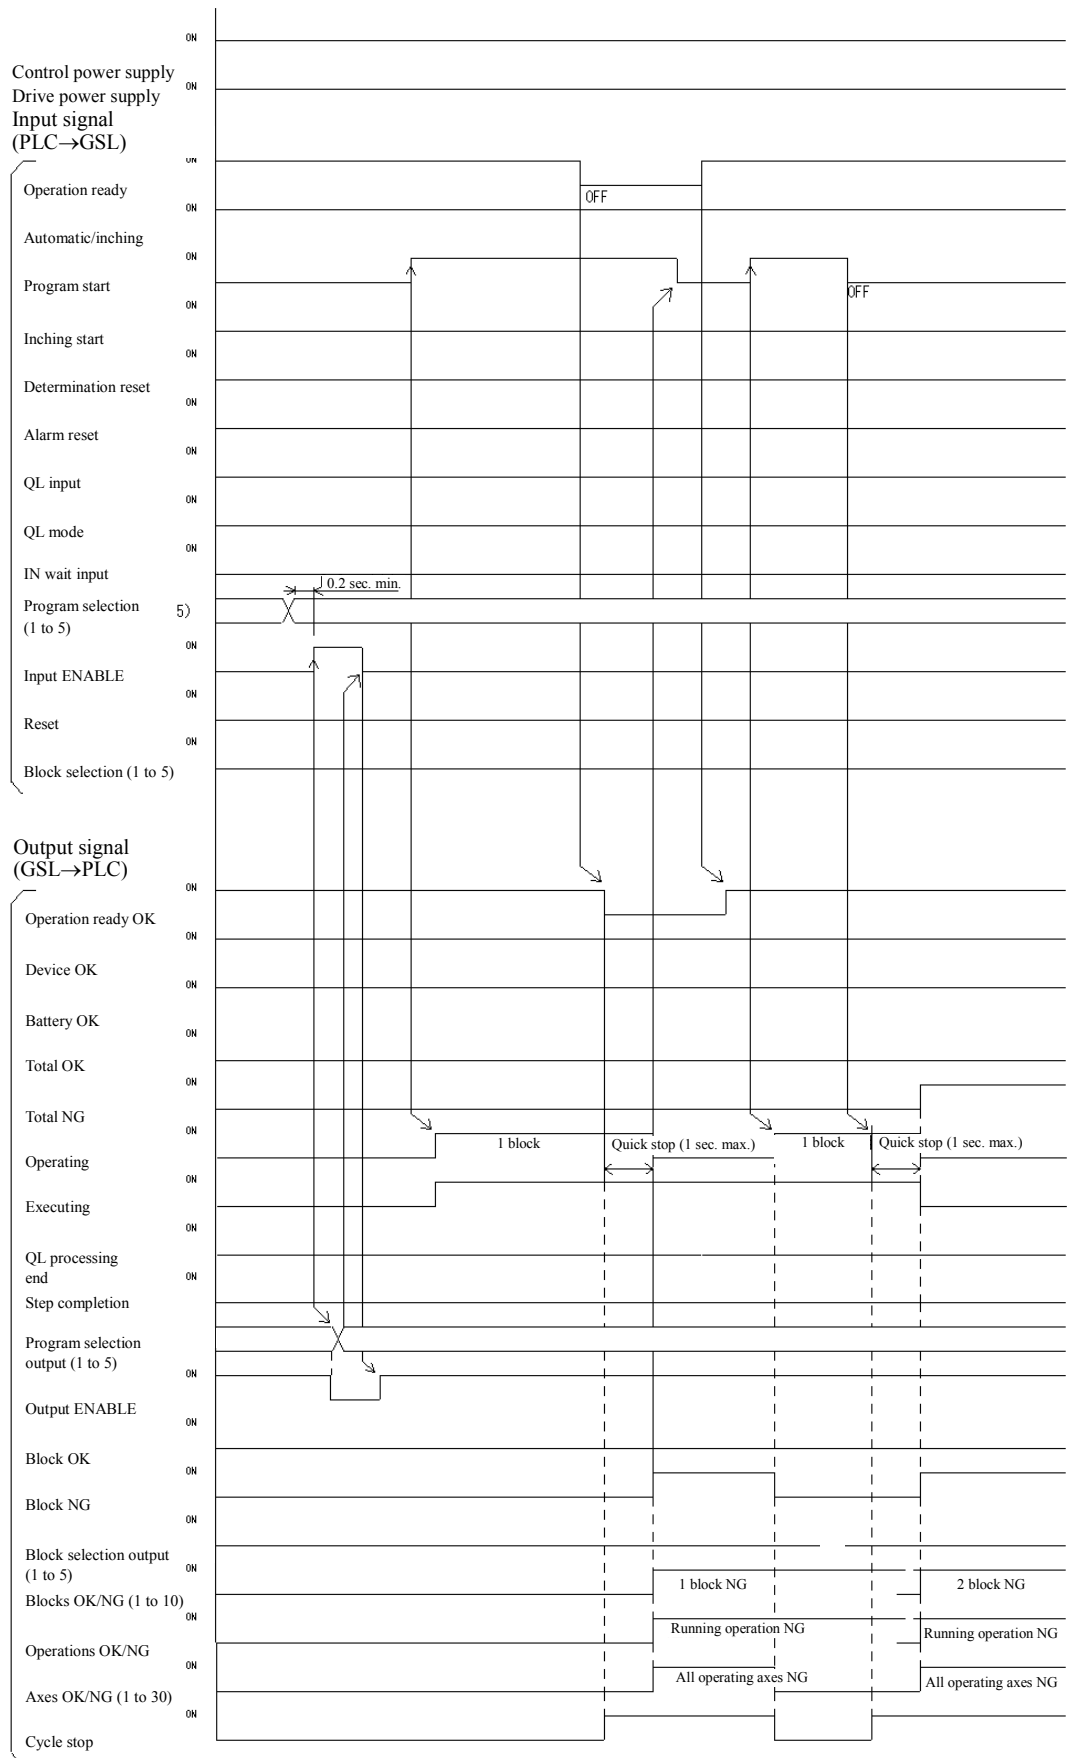 ON
Control power supply
ON
Drive power supply
Input signal
(PLC→GSL)
ON
Operation ready
OFF
ON
Automatic/inching
ON
Program start
OFF
ON
Inching start
ON
Determination reset
ON
Alarm reset
ON
QL input
ON
QL mode
ON
IN wait input
0.2 sec. min.
Program selection
(1 to 5)
5)
ON
Input ENABLE
ON
Reset
ON
Block selection (1 to 5)
Output signal
(GSL→PLC)
ON
Operation ready OK
ON
Device OK
ON
Battery OK
ON
Total OK
ON
Total NG
ON
1 block
Quick stop (1 sec. max.)
1 block
Quick stop (1 sec. max.)
Operating
ON
Executing
ON
QL processing
end
ON
Step completion
Program selection
output (1 to 5)
ON
Output ENABLE
ON
Block OK
ON
Block NG
ON
Block selection output
(1 to 5)
ON
1 block NG
2 block NG
Blocks OK/NG (1 to 10)
ON
Running operation NG
Running operation NG
Operations OK/NG
ON
All operating axes NG
All operating axes NG
Axes OK/NG (1 to 30)
ON
Cycle stop